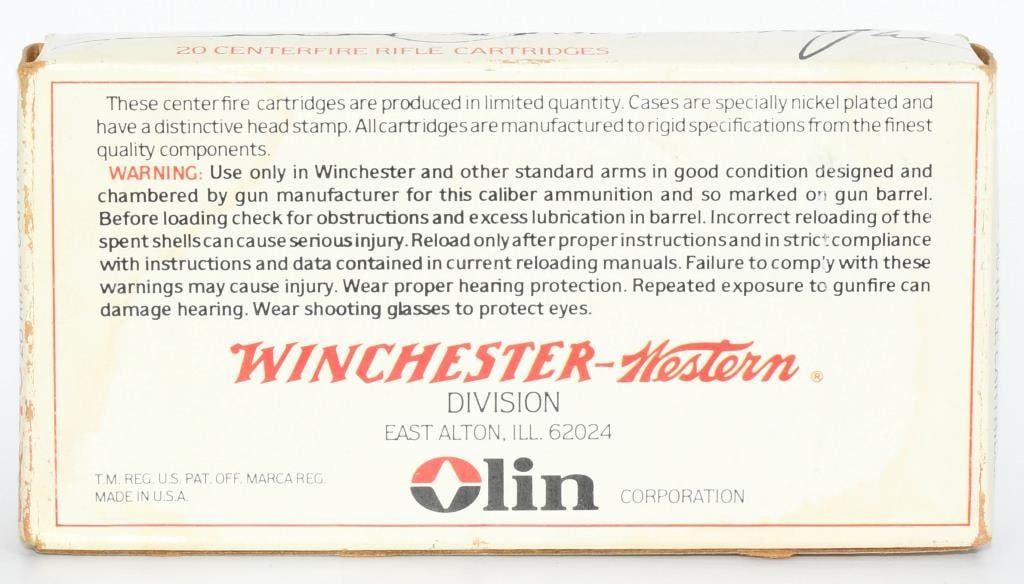 20 CENTERFIRE RIFLE CARTRIDGES
These centerfire cartridges are produced in limited quantity. Cases are specially nickel plated and
have a distinctive head stamp. All cartridges are manufactured to rigid specifications from the finest
quality components.
WARNING: Use only in Winchester and other standard arms in good condition designed and
chambered by gun manufacturer for this caliber ammunition and so marked on gun barrel.
Before loading check for obstructions and excess lubrication in barrel. Incorrect reloading of the
spent shells can cause serious injury. Reload only after proper instructions and in strict compliance
with instructions and data contained in current reloading manuals. Failure to comply with these
warnings may cause injury. Wear proper hearing protection. Repeated exposure to gunfire can
damage hearing. Wear shooting glasses to protect eyes.
WINCHESTER-Western ®
DIVISION
EAST ALTON, ILL. 62024
T.M. REG. U.S. PAT. OFF. MARCA REG.
MADE IN U.S.A.
Olin CORPORATION